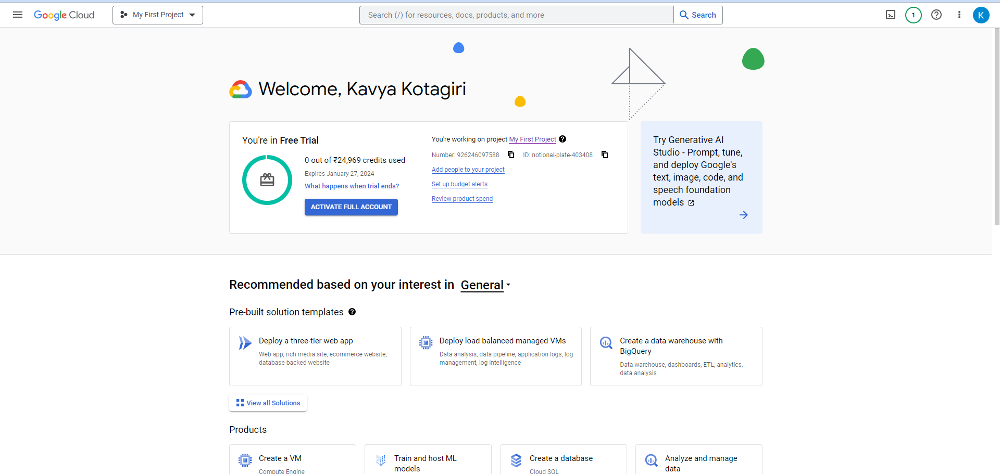 Google Cloud
My First Project
Search (/) for resources, docs, products, and more
Search
1
K
Welcome, Kavya Kotagiri
You're in Free Trial
0 out of ₹24,969 credits used
Expires January 27, 2024
What happens when trial ends?
ACTIVATE FULL ACCOUNT
You're working on project My First Project
Number: 926246097588
ID: notional-plate-403408
Add people to your project
Set up budget alerts
Review product spend
Try Generative AI
Studio - Prompt, tune,
and deploy Google's
text, image, code, and
speech foundation
models
Recommended based on your interest in General
Pre-built solution templates
Deploy a three-tier web app
Web app, rich media site, ecommerce website,
database-backed website
Deploy load balanced managed VMs
Data analysis, data pipeline, application logs, log
management, log intelligence
Create a data warehouse with
BigQuery
Data warehouse, dashboards, ETL, analytics,
data analysis
View all Solutions
Products
Create a VM
Compute Engine
Train and host ML
models
Create a database
Cloud SQL
Analyze and manage
data